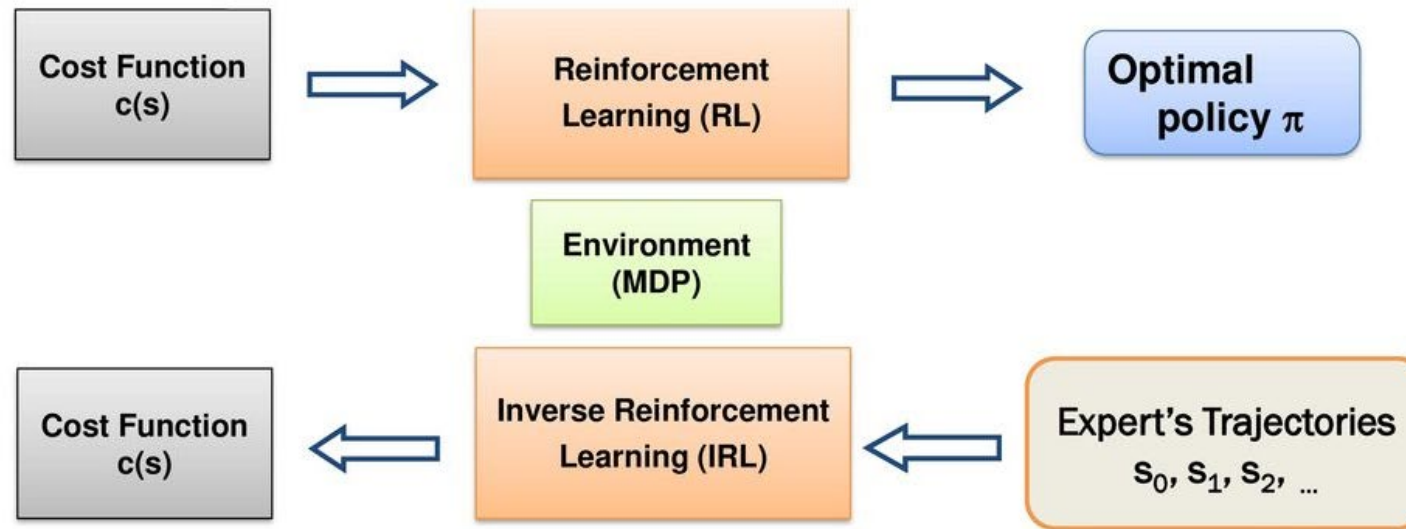 Cost Function
c(s)
Reinforcement
Learning (RL)
Optimal
policy π
Environment
(MDP)
Cost Function
c(s)
Inverse Reinforcement
Learning (IRL)
Expert's Trajectories
s₀, s₁, s₂, ...